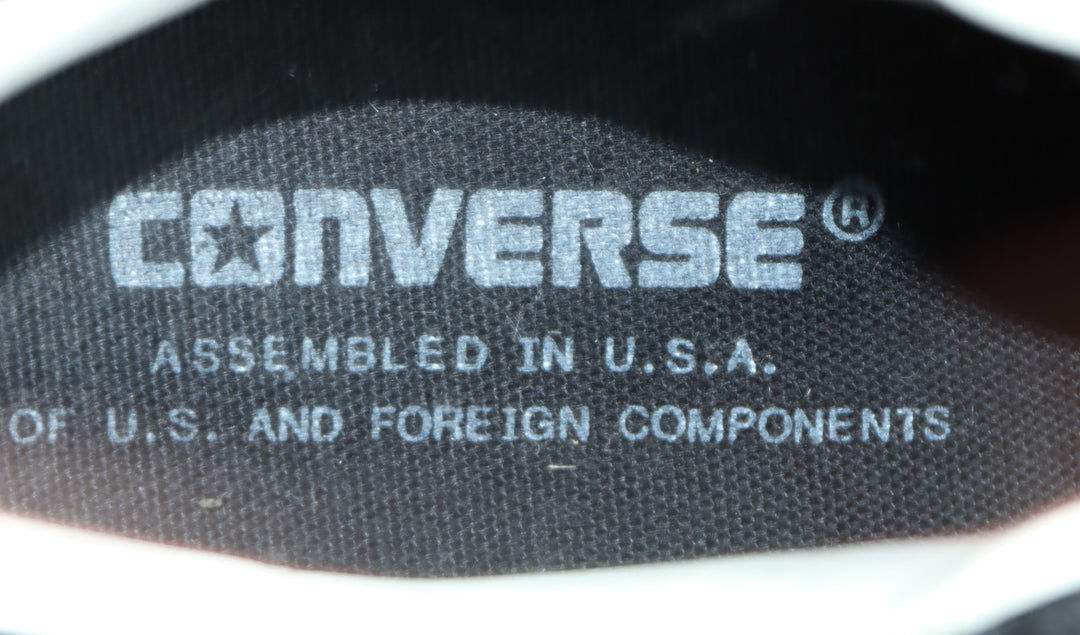 CONVERSE®
ASSEMBLED IN U.S.A.
OF U.S. AND FOREIGN COMPONENTS